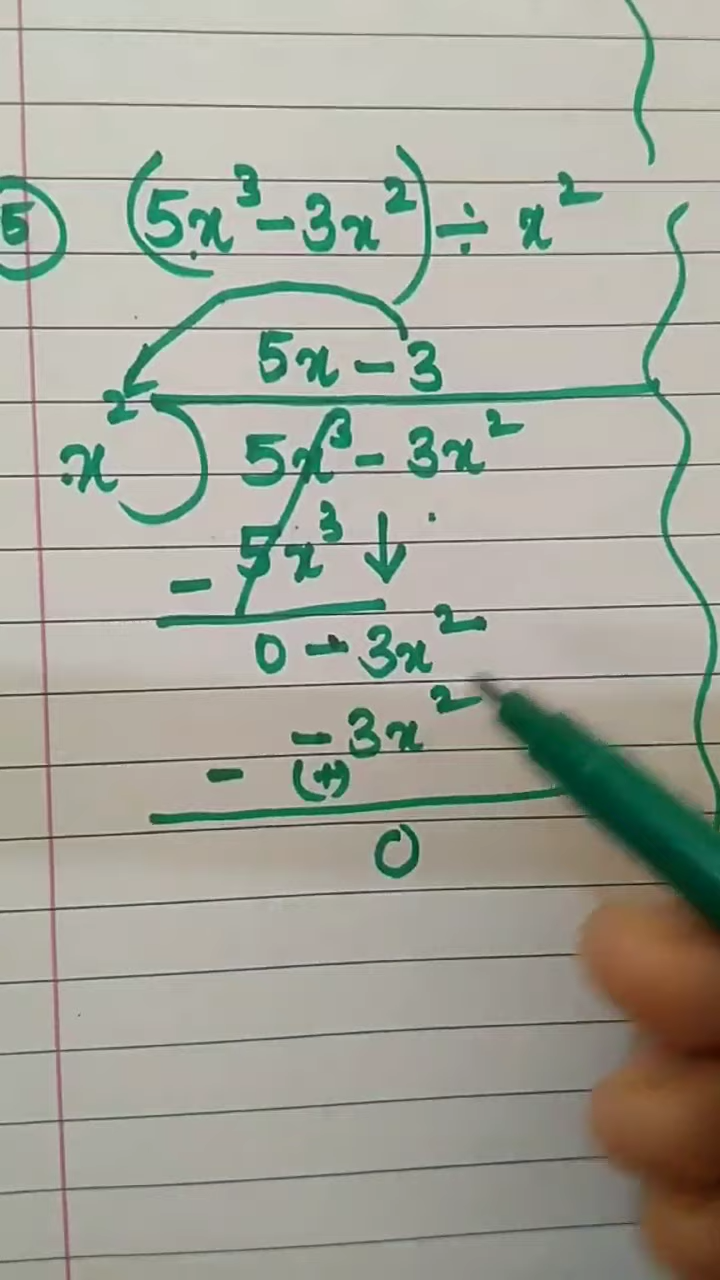 5 (5x³ - 3x²) ÷ x²
5x - 3
x² ) 5x³ - 3x²
- 5x³ ↓
0 - 3x²
- 3x²
- (+)
0